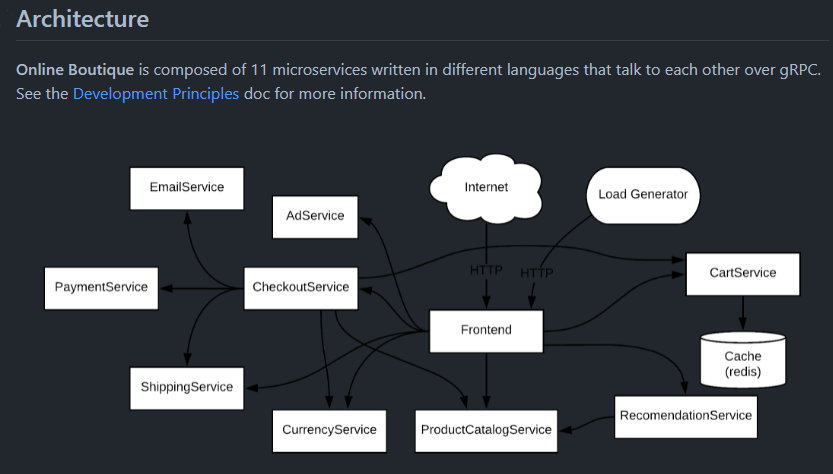 Architecture
Online Boutique is composed of 11 microservices written in different languages that talk to each other over gRPC.
See the Development Principles doc for more information.
EmailService
AdService
Internet
Load Generator
PaymentService
CheckoutService
HTTP
HTTP
CartService
Frontend
Cache
(redis)
ShippingService
CurrencyService
ProductCatalogService
RecomendationService